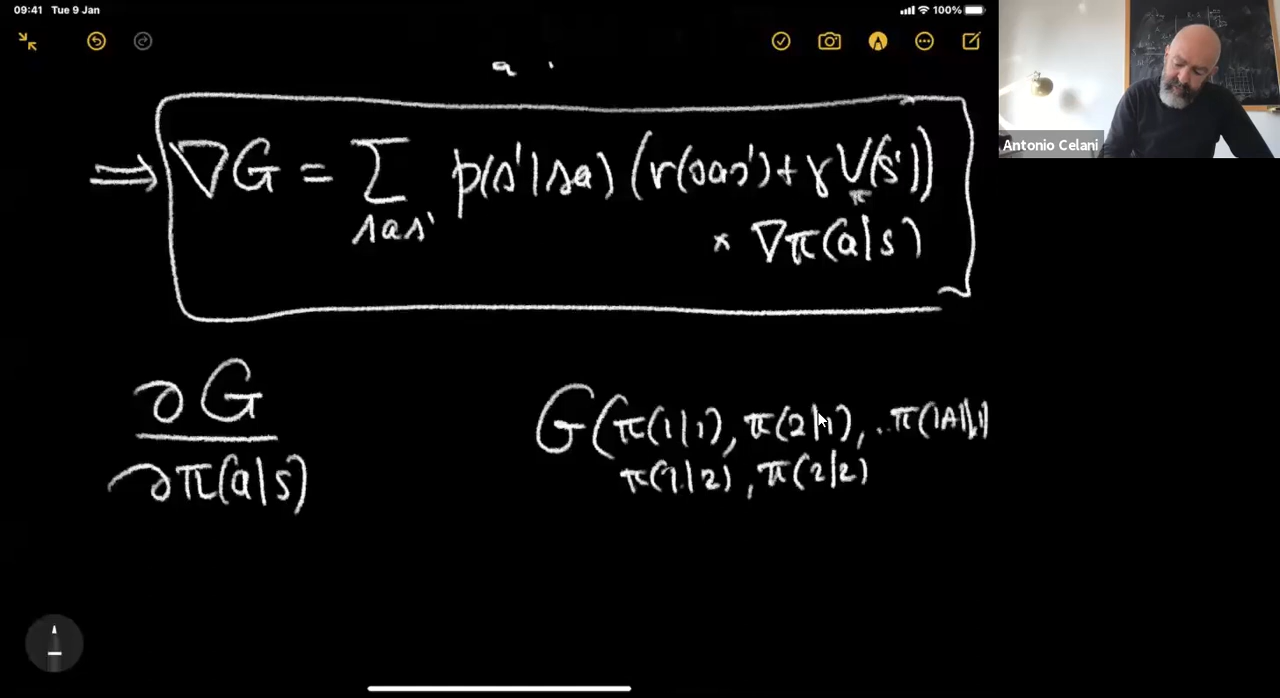 09:41 Tue 9 Jan 100%
Antonio Celani
⇒ ∇G = ∑ p(s'|sa) (r(sas') + γ V(s'))
sas' π
× ∇π(a|s)
∂G
∂π(a|s)
G(π(1|1), π(2|1), .. π(|A||1)
π(1|2), π(2|2)